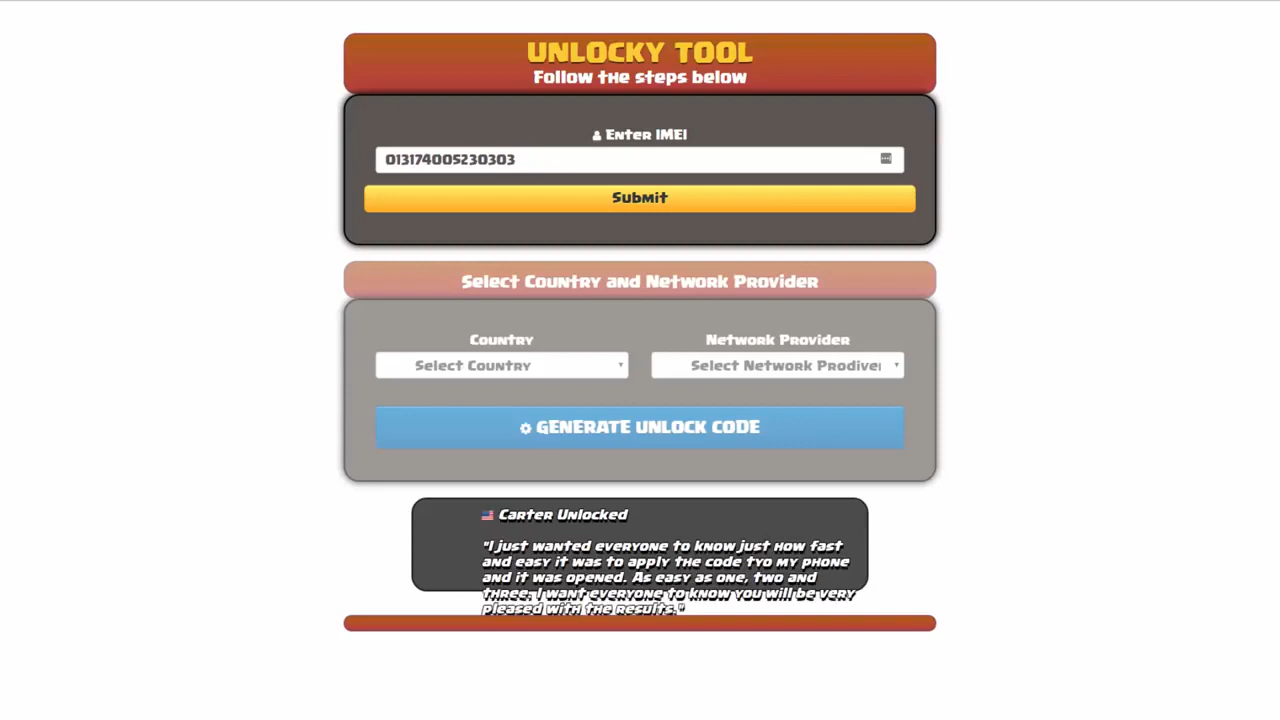 UNLOCKY TOOL
Follow the steps below
Enter IMEI
013174005230303
Submit
Select Country and Network Provider
Country Network Provider
Select Country Select Network Prodiver
GENERATE UNLOCK CODE
Carter Unlocked
"I just wanted everyone to know just how fast
and easy it was to apply the code tyo my phone
and it was opened. As easy as one, two and
three. I want everyone to know you will be very
pleased with the results."